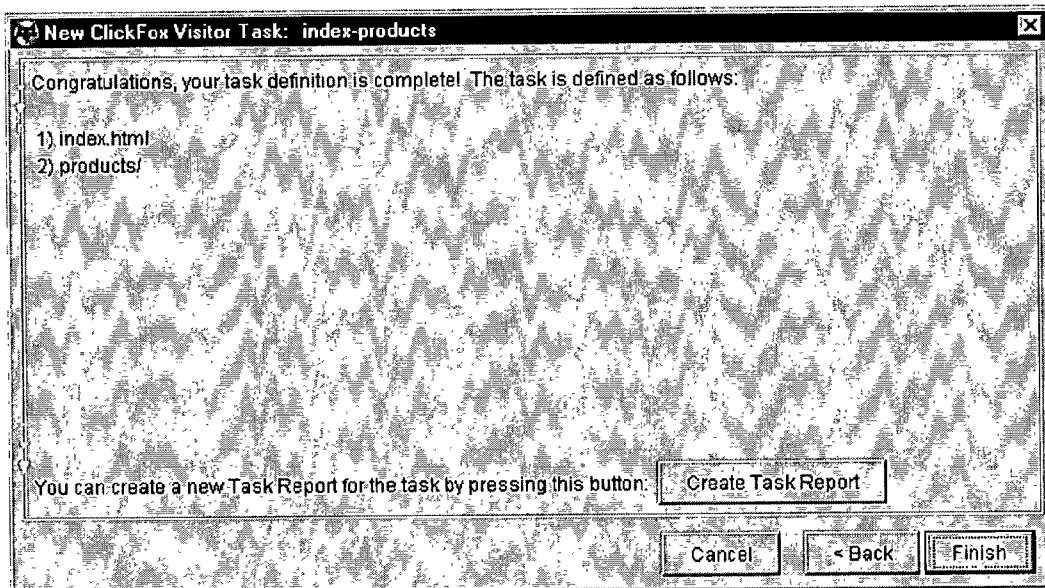 New ClickFox Visitor Task: index-products
Congratulations, your task definition is complete! The task is defined as follows:
1) index.html
2) products/
You can create a new Task Report for the task by pressing this button: Create Task Report
Cancel < Back Finish